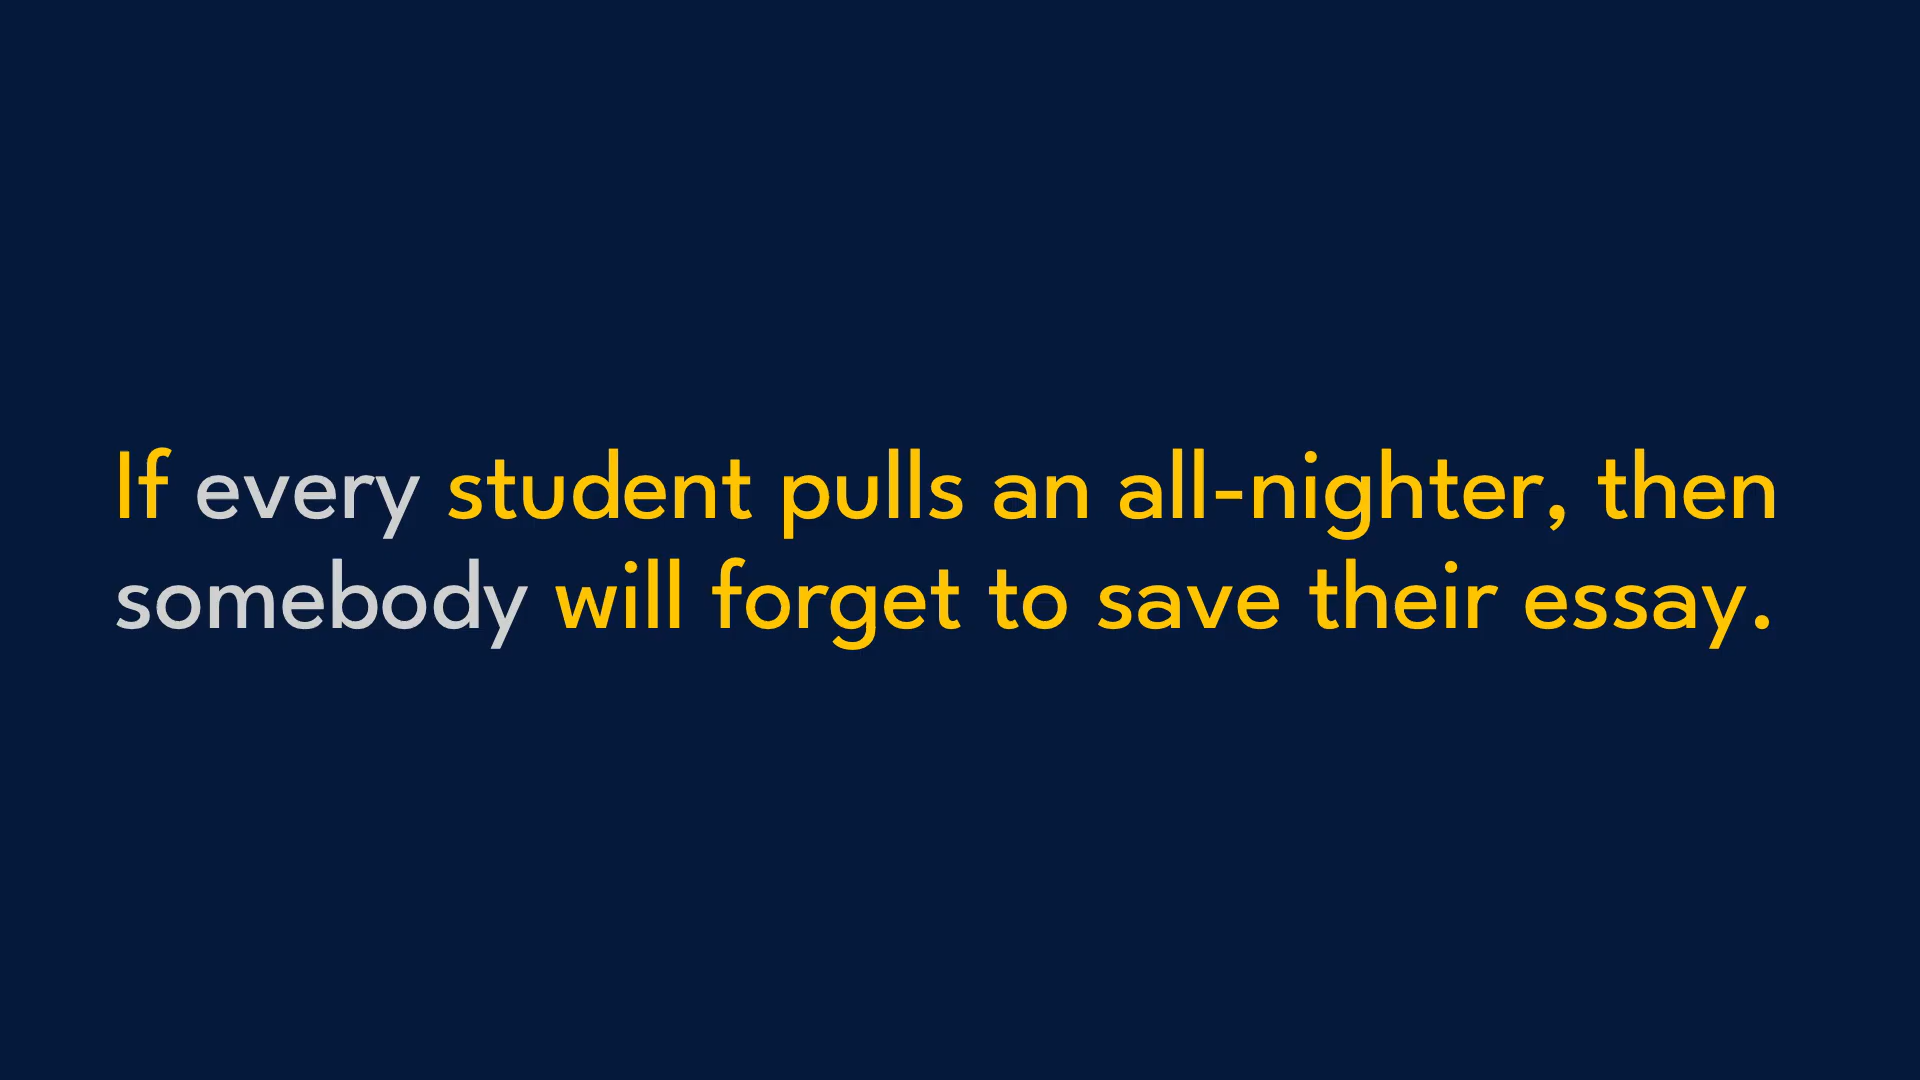 If every student pulls an all-nighter, then
somebody will forget to save their essay.